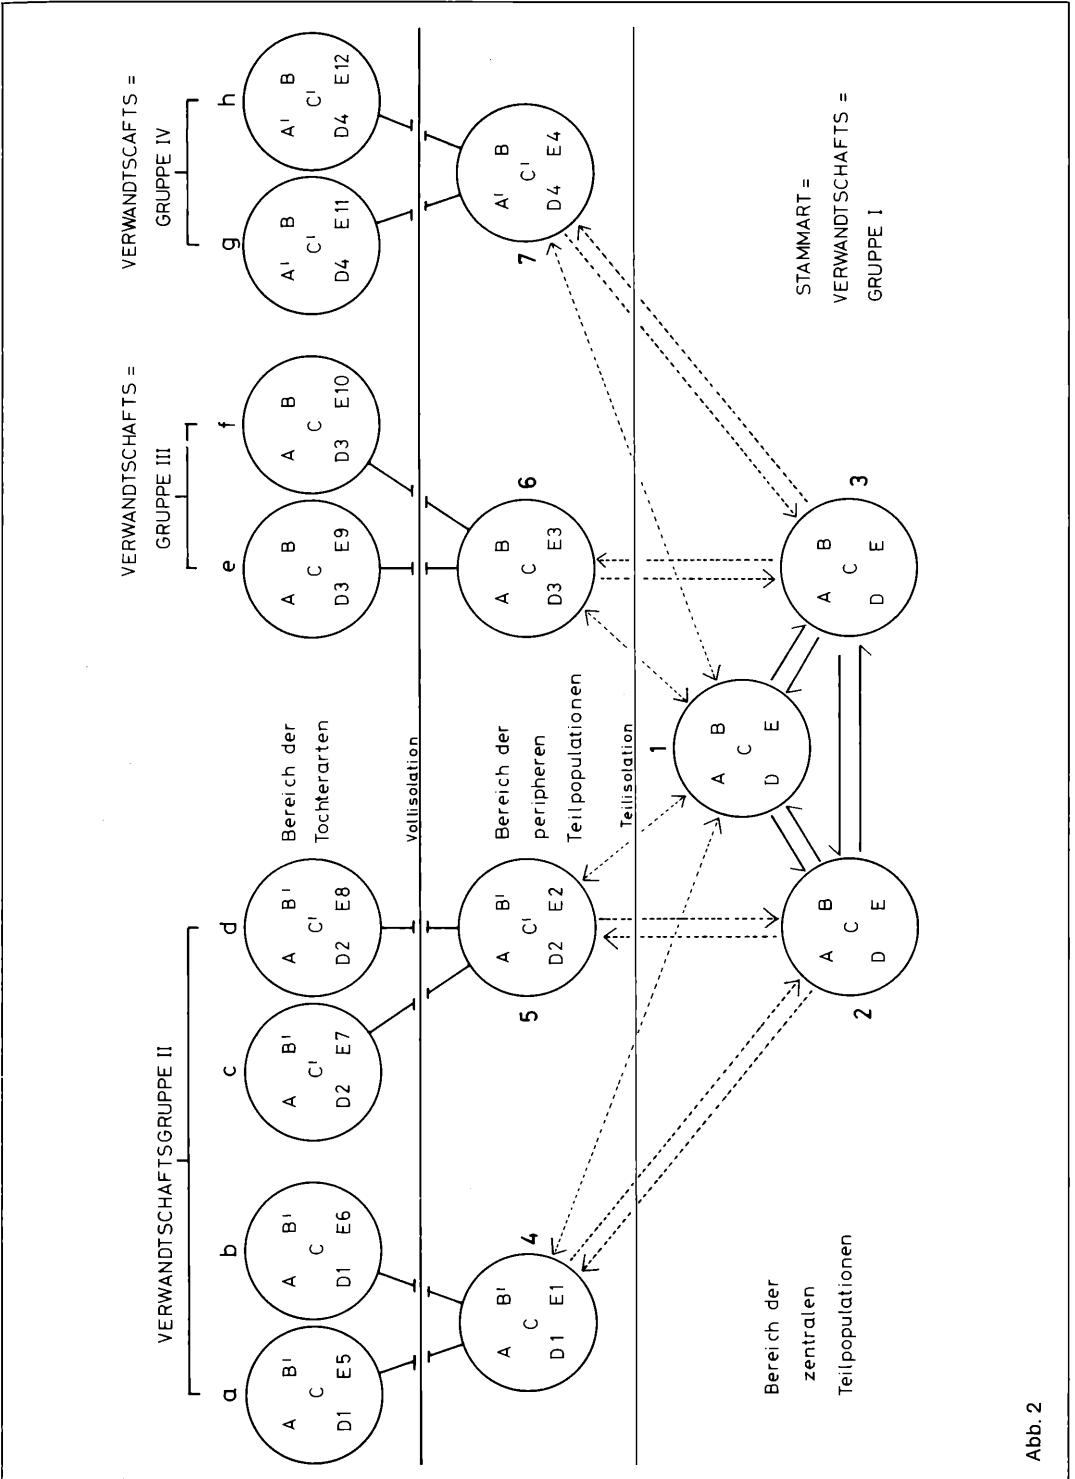 VERWANDTSCHAFTSGRUPPE II
VERWANDTSCHAFTS =
GRUPPE III
VERWANDTSCAFTS =
GRUPPE IV
a
A B'
C
D1 E5
b
A B'
C
D1 E6
c
A B'
C'
D2 E7
d
A B'
C'
D2 E8
Bereich der
Tochterarten
e
A B
C
D3 E9
f
A B
C
D3 E10
g
A' B
C'
D4 E11
h
A' B
C'
D4 E12
Vollisolation
4
A B'
C
D1 E1
5
A B'
C'
D2 E2
Bereich der
peripheren
Teilpopulationen
6
A B
C
D3 E3
7
A' B
C'
D4 E4
Teilisolation
1
A B
C
D E
2
A B
C
D E
3
A B
C
D E
Bereich der
zentralen
Teilpopulationen
STAMMART =
VERWANDTSCHAFTS =
GRUPPE I
Abb. 2